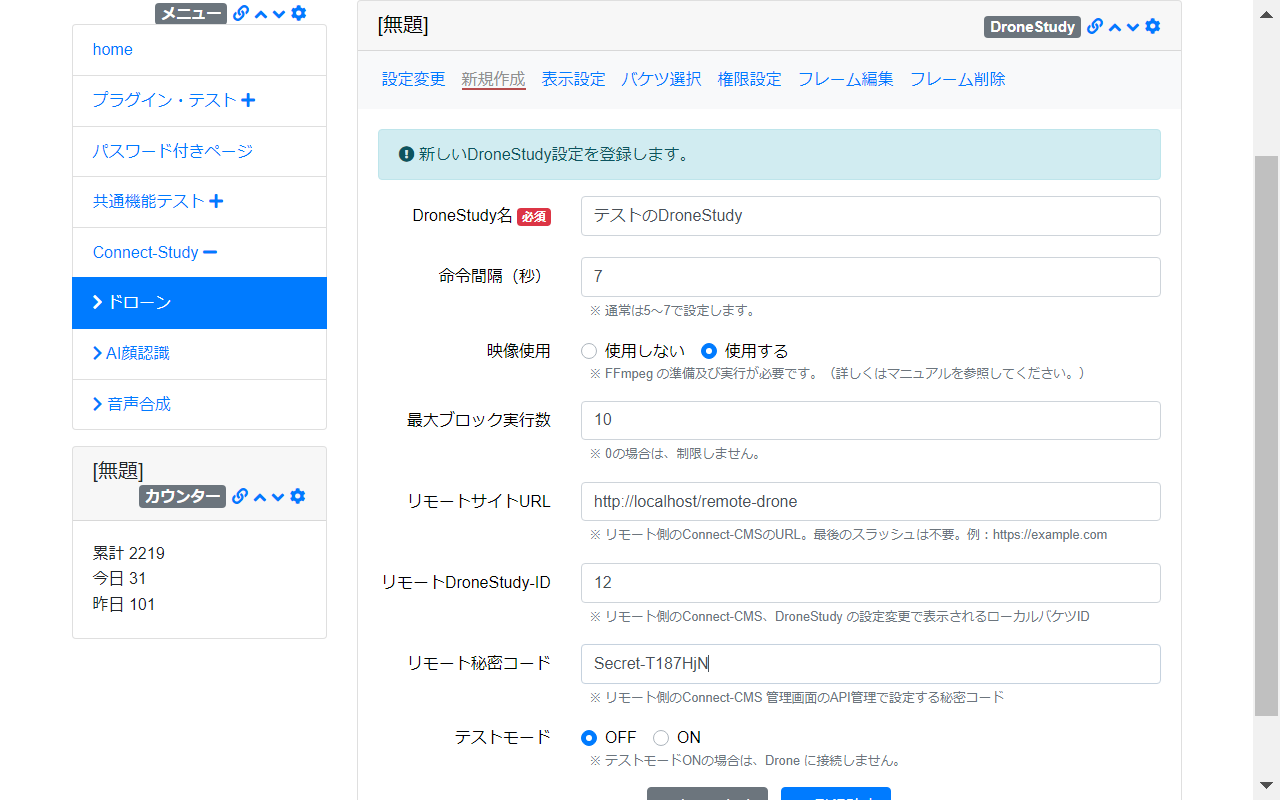 メニュー
home
プラグイン・テスト
パスワード付きページ
共通機能テスト
Connect-Study
ドローン
AI顔認識
音声合成
[無題]
カウンター
累計 2219
今日 31
昨日 101
[無題]
DroneStudy
設定変更 新規作成 表示設定 バケツ選択 権限設定 フレーム編集 フレーム削除
新しいDroneStudy設定を登録します。
DroneStudy名 必須 テストのDroneStudy
命令間隔（秒） 7
※ 通常は5～7で設定します。
映像使用 使用しない 使用する
※ FFmpeg の準備及び実行が必要です。（詳しくはマニュアルを参照してください。）
最大ブロック実行数 10
※ 0の場合は、制限しません。
リモートサイトURL http://localhost/remote-drone
※ リモート側のConnect-CMSのURL。最後のスラッシュは不要。例：https://example.com
リモートDroneStudy-ID 12
※ リモート側のConnect-CMS、DroneStudy の設定変更で表示されるローカルバケツID
リモート秘密コード Secret-T187HjN
※ リモート側のConnect-CMS 管理画面のAPI管理で設定する秘密コード
テストモード OFF ON
※ テストモードONの場合は、Drone に接続しません。